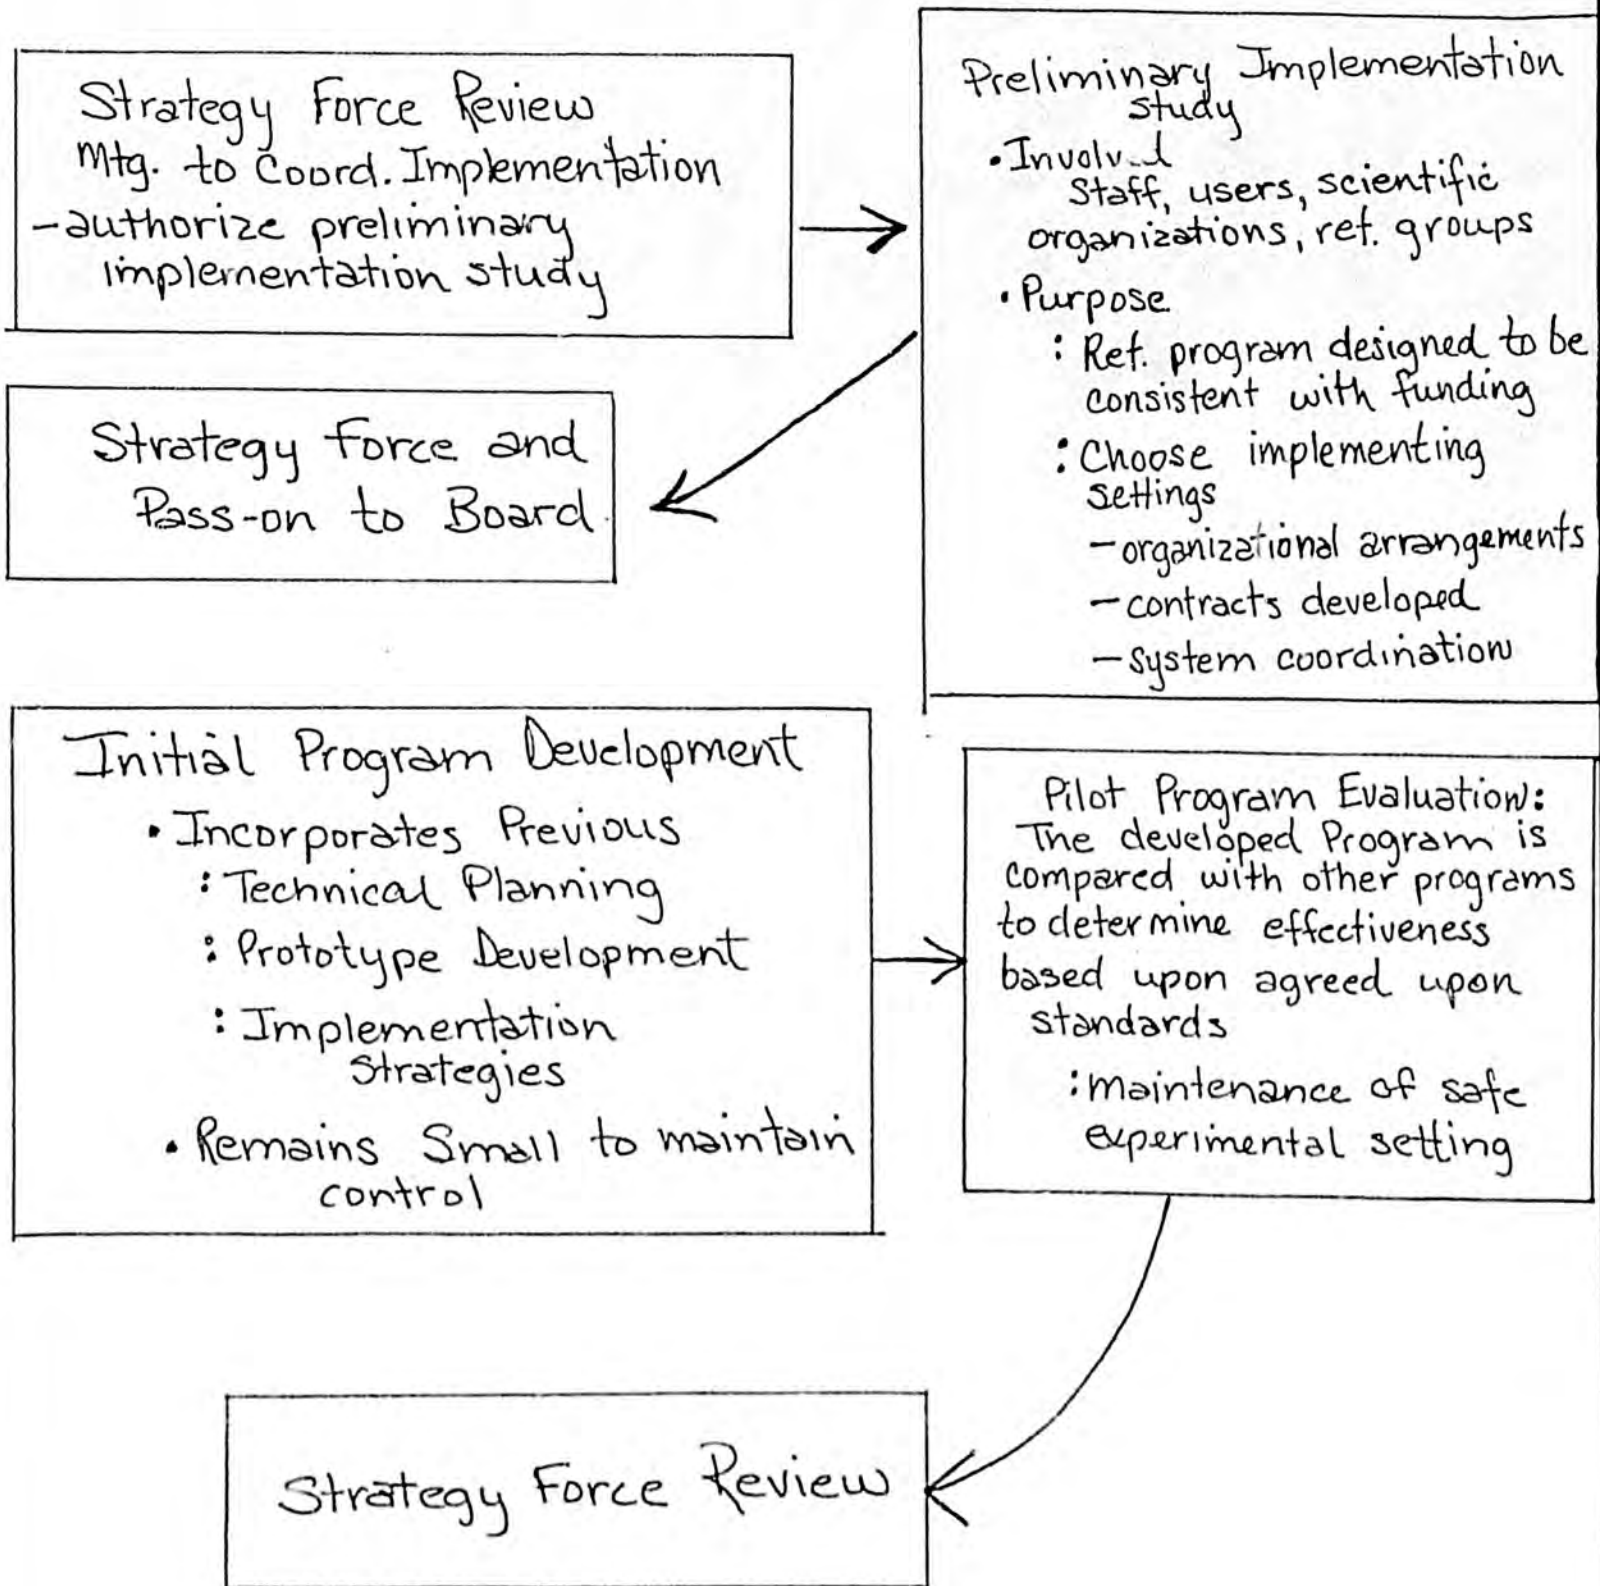 Strategy Force Review
Mtg. to Coord. Implementation
- authorize preliminary
implementation study
Preliminary Implementation
study
• Involved
Staff, users, scientific
organizations, ref. groups
• Purpose
: Ref. program designed to be
consistent with funding
: Choose implementing
settings
- organizational arrangements
- contracts developed
- system coordination
Strategy Force and
Pass-on to Board
Initial Program Development
• Incorporates Previous
: Technical Planning
: Prototype Development
: Implementation
Strategies
• Remains Small to maintain
control
Pilot Program Evaluation:
The developed Program is
compared with other programs
to determine effectiveness
based upon agreed upon
standards
: maintenance of safe
experimental setting
Strategy Force Review